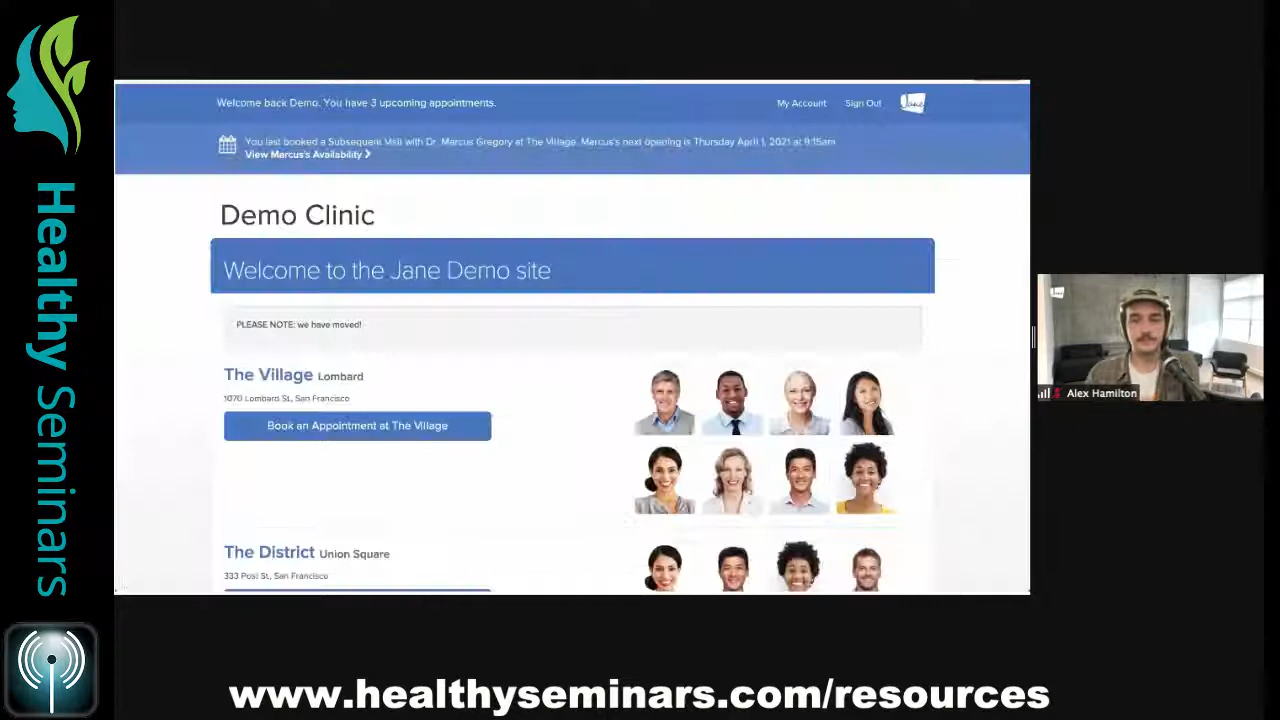 Healthy Seminars
Welcome back Demo. You have 3 upcoming appointments.
My Account
Sign Out
Jane
You last booked a Subsequent Visit with Dr. Marcus Gregory at The Village. Marcus's next opening is Thursday April 1, 2021 at 9:15am
View Marcus's Availability
Demo Clinic
Welcome to the Jane Demo site
PLEASE NOTE: we have moved!
The Village Lombard
1070 Lombard St, San Francisco
Book an Appointment at The Village
The District Union Square
333 Post St, San Francisco
Jane
Alex Hamilton
www.healthyseminars.com/resources